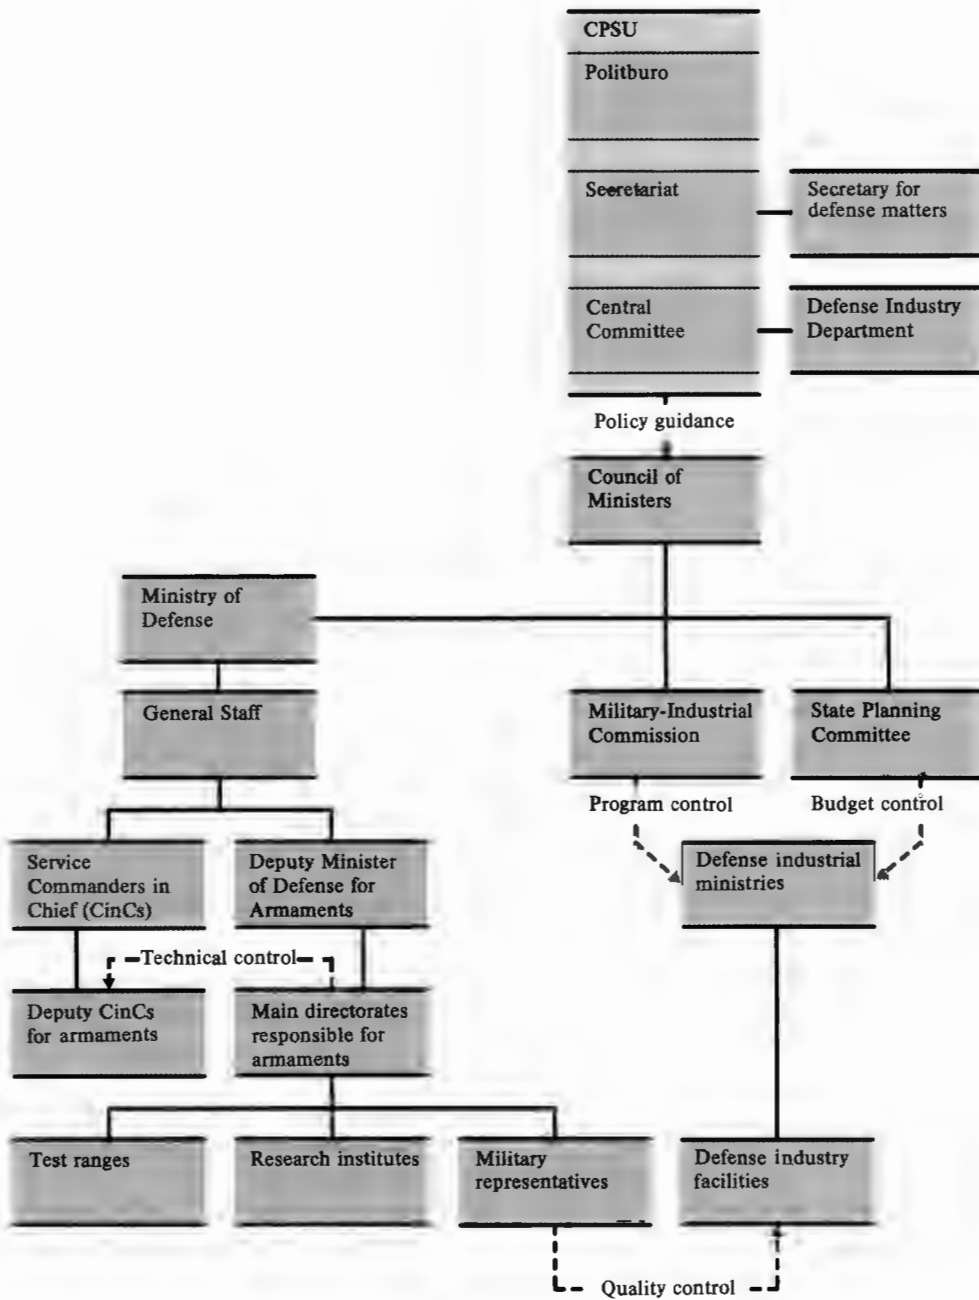 CPSU
Politburo
Secretariat
Secretary for
defense matters
Central
Committee
Defense Industry
Department
Policy guidance
Council of
Ministers
Ministry of
Defense
General Staff
Military-Industrial
Commission
State Planning
Committee
Program control
Budget control
Service
Commanders in
Chief (CinCs)
Deputy Minister
of Defense for
Armaments
Defense industrial
ministries
Technical control
Deputy CinCs
for armaments
Main directorates
responsible for
armaments
Test ranges
Research institutes
Military
representatives
Defense industry
facilities
Quality control